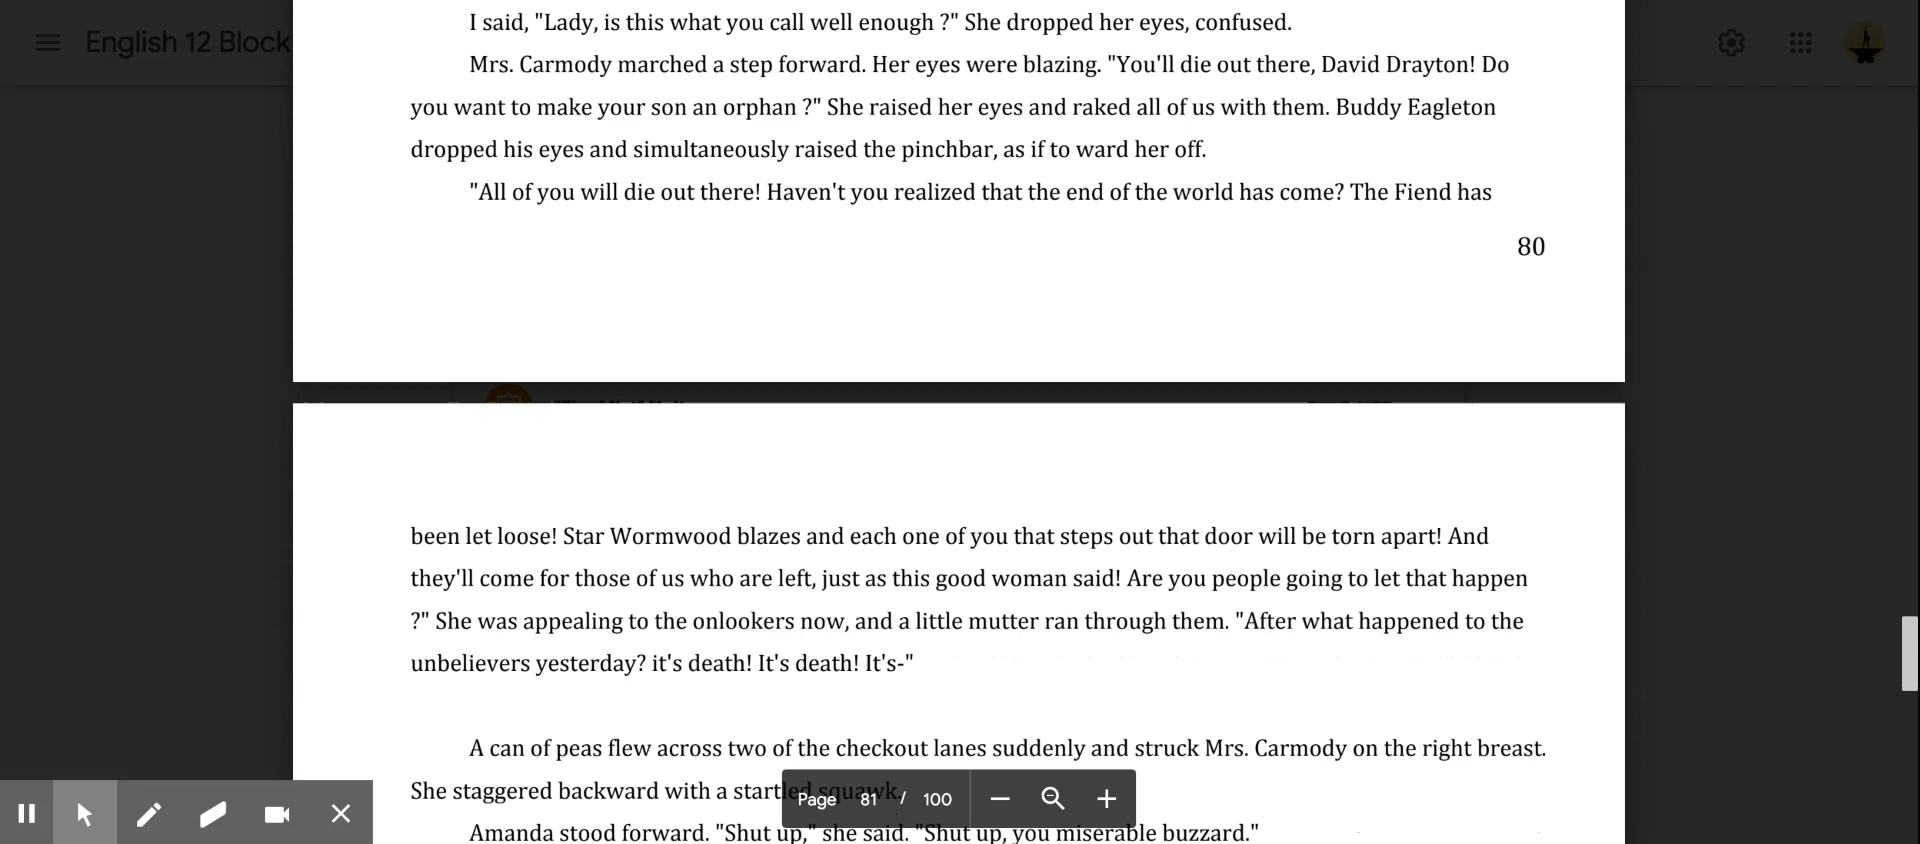 I said, "Lady, is this what you call well enough ?" She dropped her eyes, confused.
English 12 Block
Mrs. Carmody marched a step forward. Her eyes were blazing. "You'll die out there, David Drayton! Do
you want to make your son an orphan ?" She raised her eyes and raked all of us with them. Buddy Eagleton
dropped his eyes and simultaneously raised the pinchbar, as if to ward her off.
"All of you will die out there! Haven't you realized that the end of the world has come? The Fiend has
80
been let loose! Star Wormwood blazes and each one of you that steps out that door will be torn apart! And
they'll come for those of us who are left, just as this good woman said! Are you people going to let that happen
?" She was appealing to the onlookers now, and a little mutter ran through them. "After what happened to the
unbelievers yesterday? it's death! It's death! It's-"
A can of peas flew across two of the checkout lanes suddenly and struck Mrs. Carmody on the right breast.
She staggered backward with a startled squawk.
Page 81 / 100
Amanda stood forward. "Shut up," she said. "Shut up, you miserable buzzard."